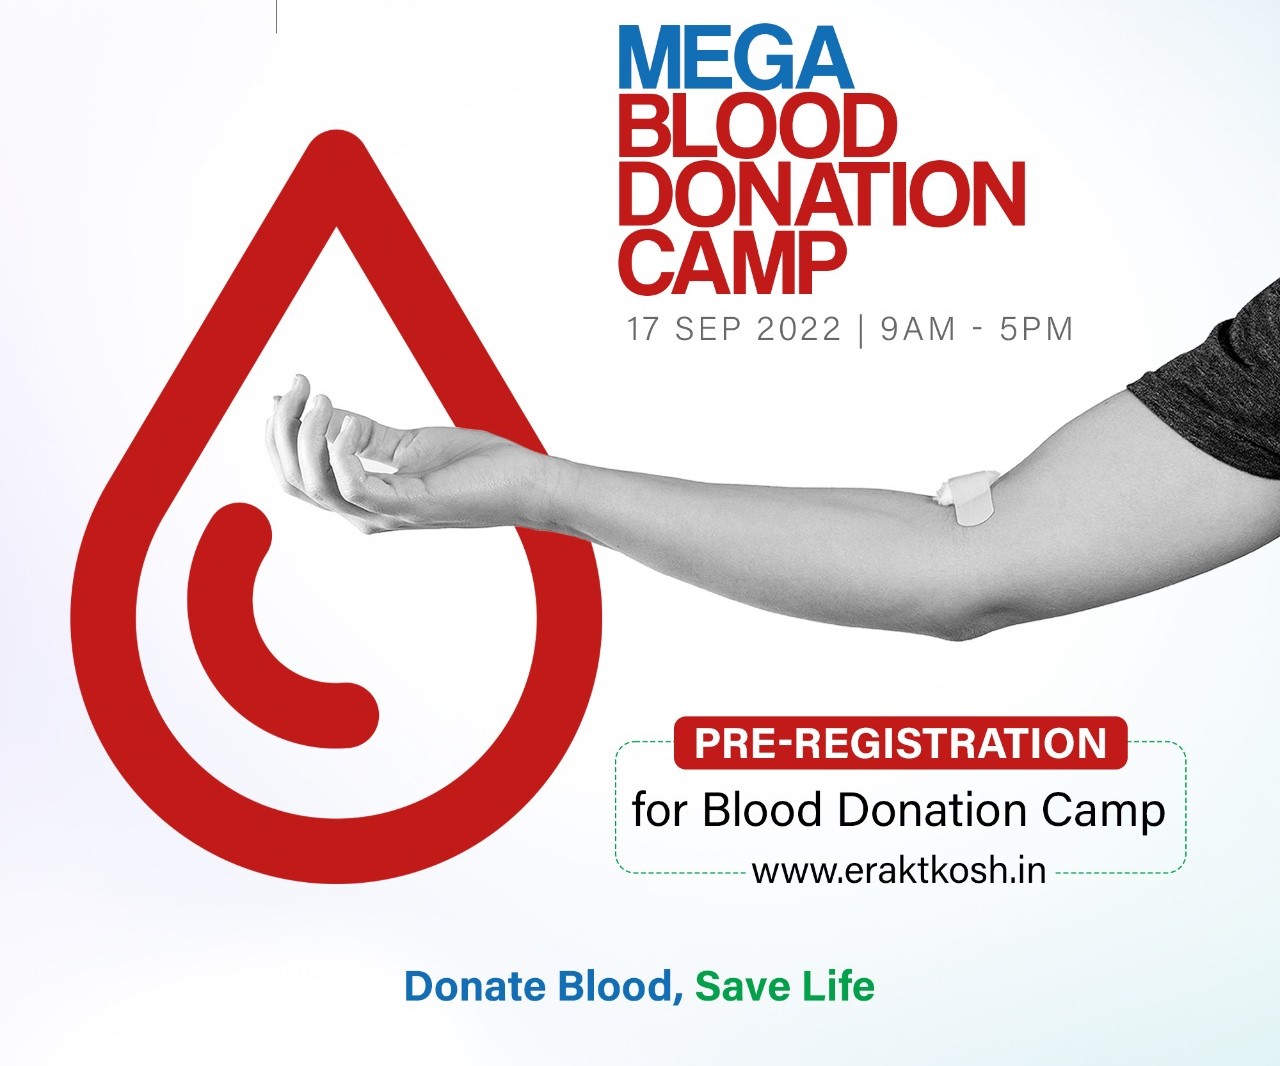 MEGA
BLOOD
DONATION
CAMP
17 SEP 2022 | 9AM - 5PM
PRE-REGISTRATION
for Blood Donation Camp
www.eraktkosh.in
Donate Blood, Save Life